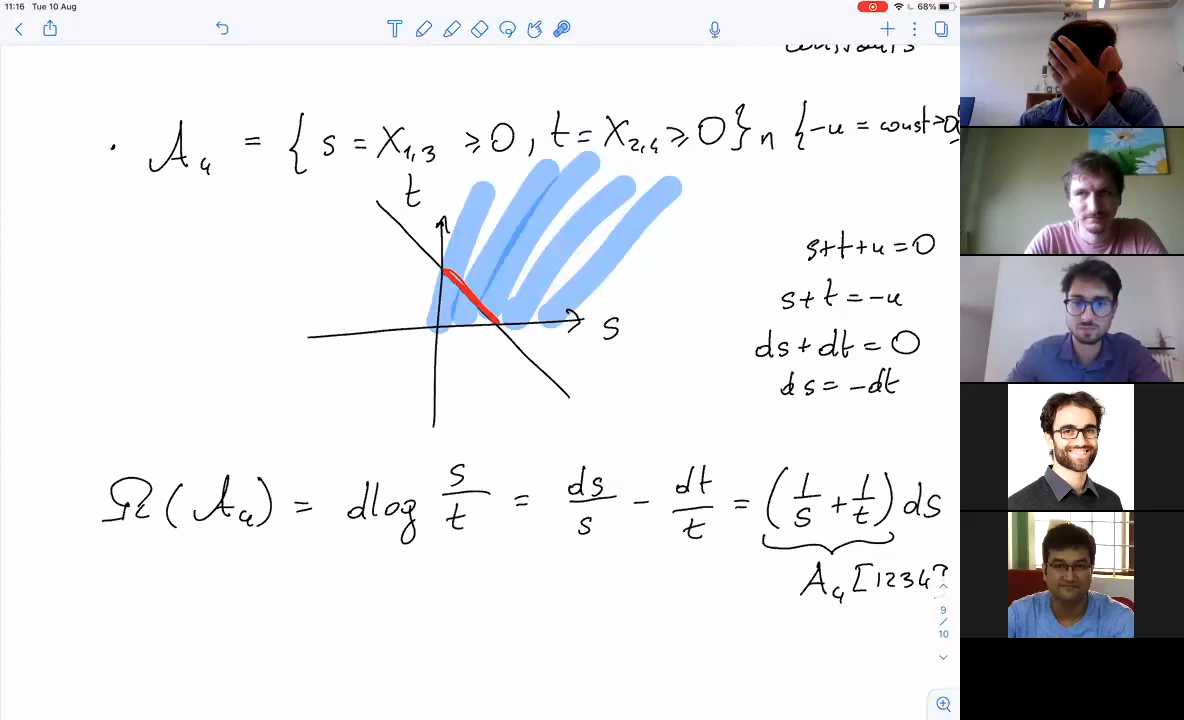 11:16 Tue 10 Aug
68%
T
· A₄ = { s = X₁,₃ ⩾ 0 , t = X₂,₄ ⩾ 0 } ∩ { -u = const > 0
t
s
s + t + u = 0
s + t = -u
ds + dt = 0
ds = -dt
Ω ( A₄ ) = dlog s/t = ds/s - dt/t = ( 1/s + 1/t ) ds
A₄ [1234]
9
/
10